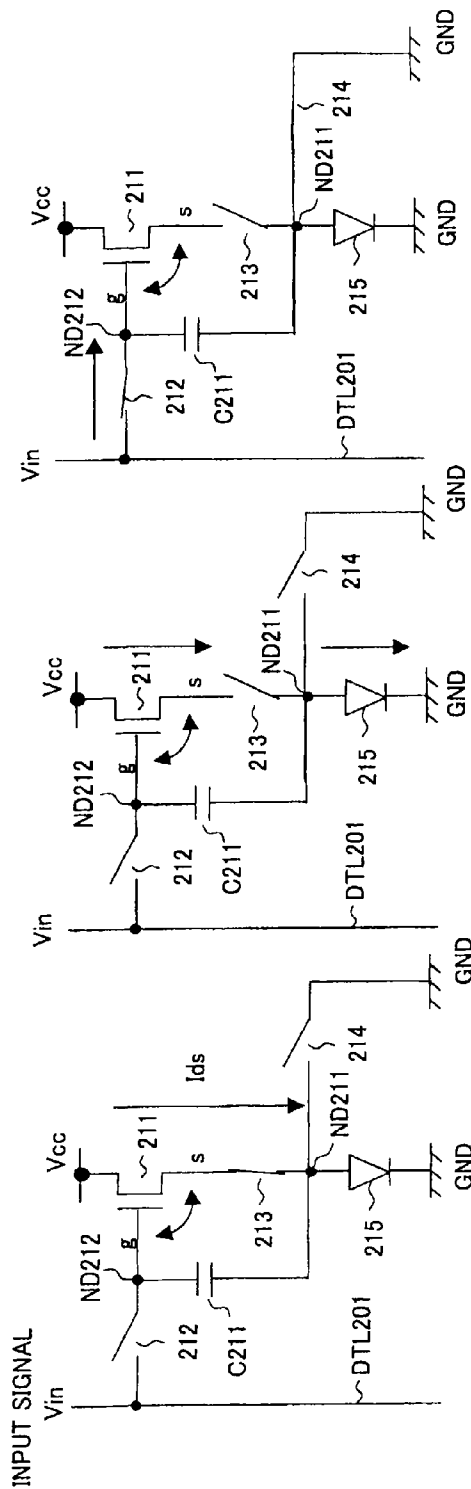 INPUT SIGNAL
Vin
Vcc
ND212
g
211
s
212
C211
213
Ids
ND211
214
215
DTL201
GND
GND
Vin
Vcc
ND212
g
211
s
212
C211
213
ND211
214
215
DTL201
GND
GND
Vin
Vcc
ND212
g
211
s
212
C211
213
214
ND211
215
DTL201
GND
GND